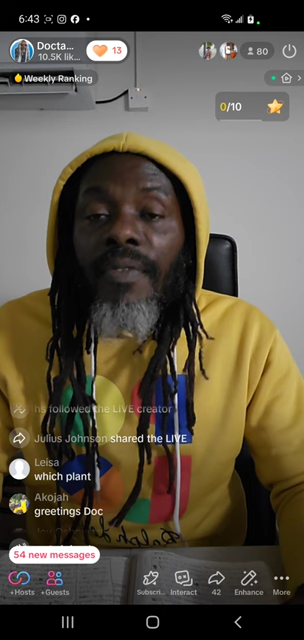 6:43
Docta...
10.5K lik...
13
80
Weekly Ranking
0/10
followed the LIVE creator
Julius Johnson shared the LIVE
Leisa
which plant
Akojah
greetings Doc
54 new messages
+Hosts
+Guests
Subscri...
Interact
42
Enhance
More